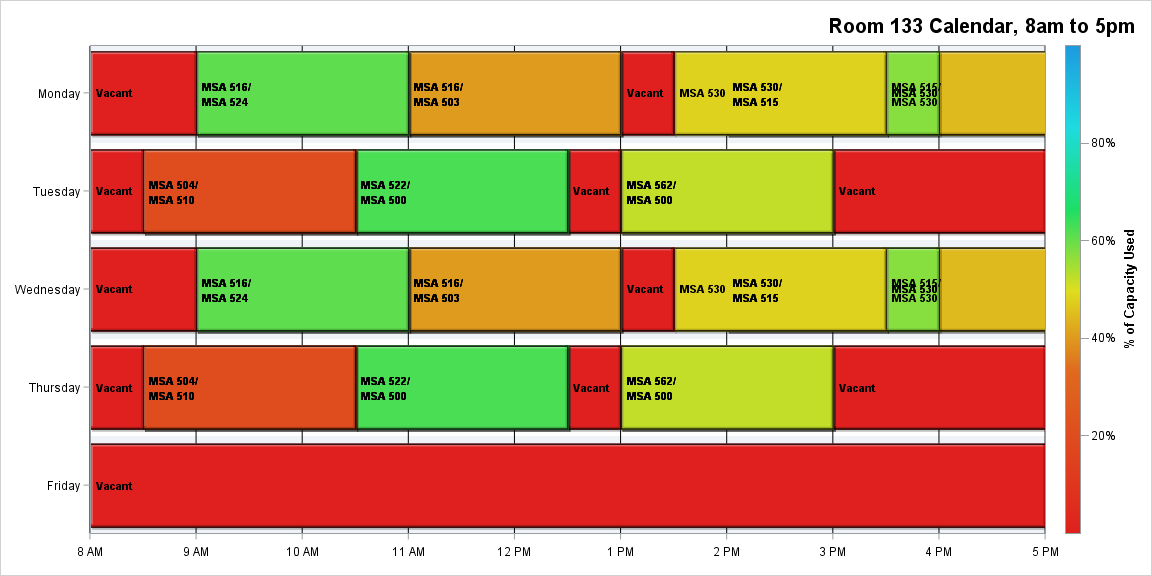 Room 133 Calendar, 8am to 5pm
Monday
Vacant
MSA 516/
MSA 524
MSA 516/
MSA 503
Vacant
MSA 530
MSA 530/
MSA 515
MSA 515/
MSA 530
MSA 530
Tuesday
Vacant
MSA 504/
MSA 510
MSA 522/
MSA 500
Vacant
MSA 562/
MSA 500
Vacant
Wednesday
Vacant
MSA 516/
MSA 524
MSA 516/
MSA 503
Vacant
MSA 530
MSA 530/
MSA 515
MSA 515/
MSA 530
MSA 530
Thursday
Vacant
MSA 504/
MSA 510
MSA 522/
MSA 500
Vacant
MSA 562/
MSA 500
Vacant
Friday
Vacant
8 AM
9 AM
10 AM
11 AM
12 PM
1 PM
2 PM
3 PM
4 PM
5 PM
80%
60%
40%
20%
% of Capacity Used